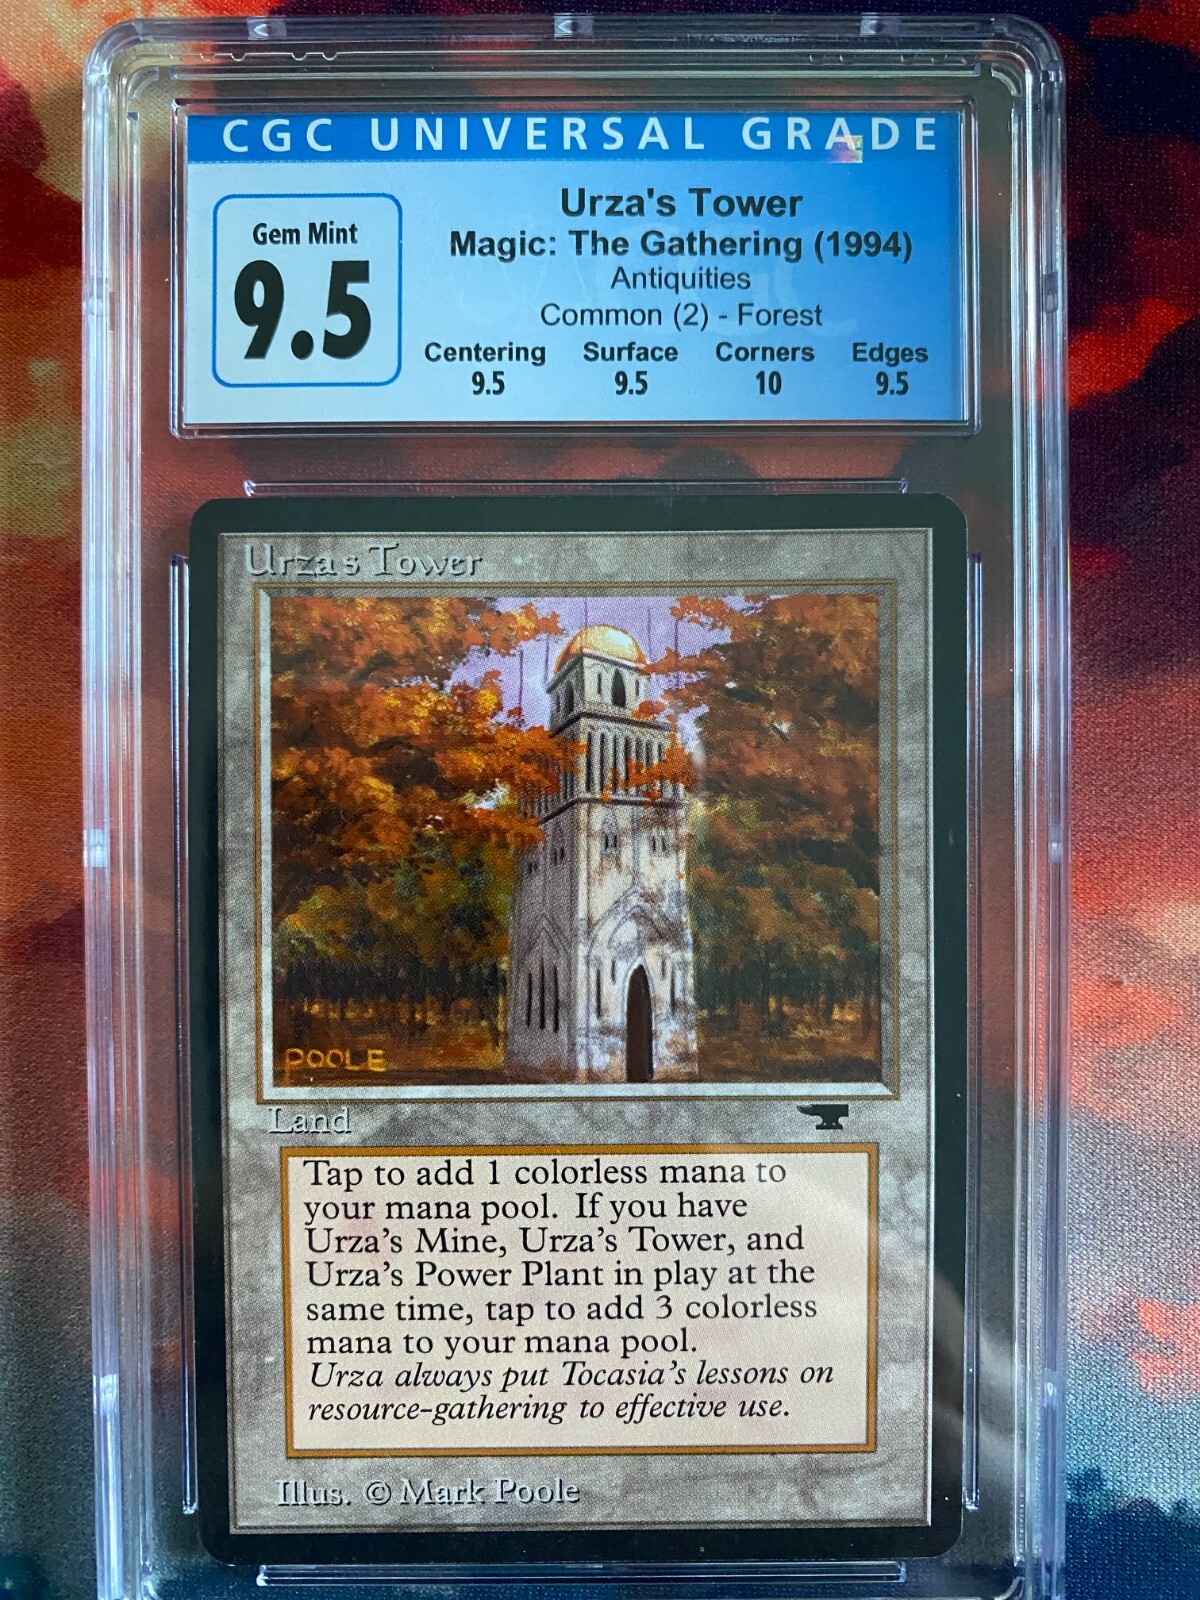 CGC UNIVERSAL GRADE
Gem Mint
9.5
Urza's Tower
Magic: The Gathering (1994)
Antiquities
Common (2) - Forest
Centering Surface Corners Edges
9.5 9.5 10 9.5
Urza's Tower
POOLE
Land
Tap to add 1 colorless mana to
your mana pool. If you have
Urza's Mine, Urza's Tower, and
Urza's Power Plant in play at the
same time, tap to add 3 colorless
mana to your mana pool.
Urza always put Tocasia's lessons on
resource-gathering to effective use.
Illus. © Mark Poole